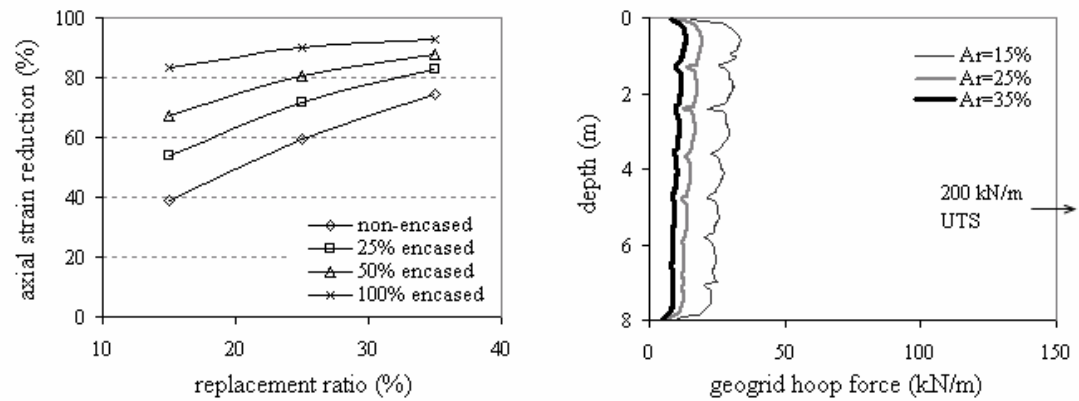 axial strain reduction (%)
100
80
60
40
20
0
10
20
30
40
replacement ratio (%)
non-encased
25% encased
50% encased
100% encased
depth (m)
0
2
4
6
8
0
50
100
150
geogrid hoop force (kN/m)
Ar=15%
Ar=25%
Ar=35%
200 kN/m
UTS